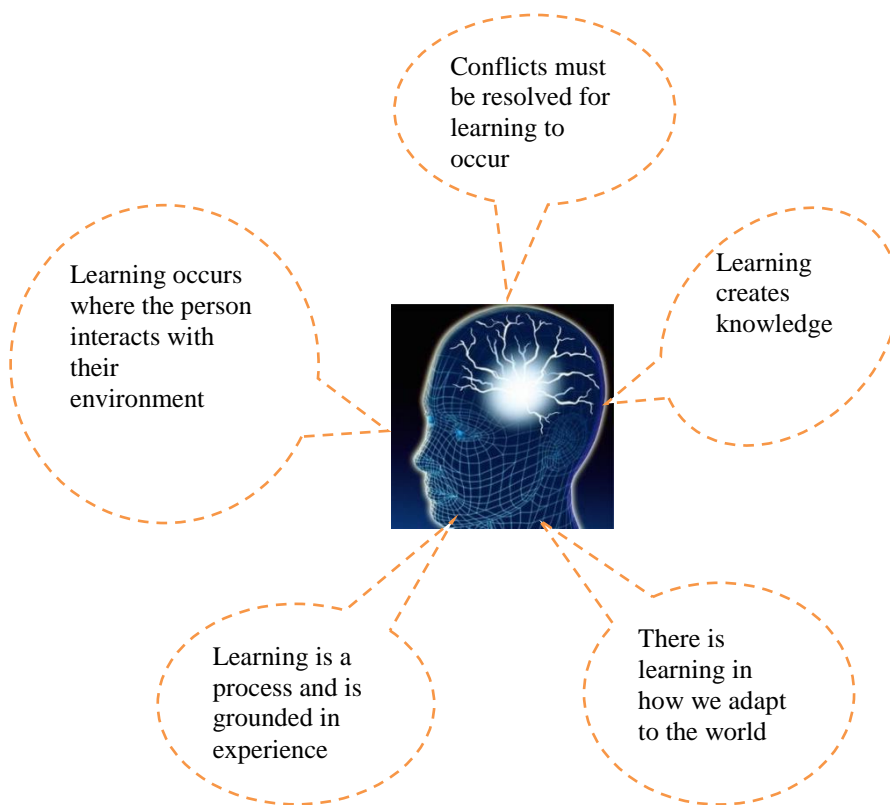 Conflicts must
be resolved for
learning to
occur
Learning occurs
where the person
interacts with
their
environment
Learning
creates
knowledge
Learning is a
process and is
grounded in
experience
There is
learning in
how we adapt
to the world